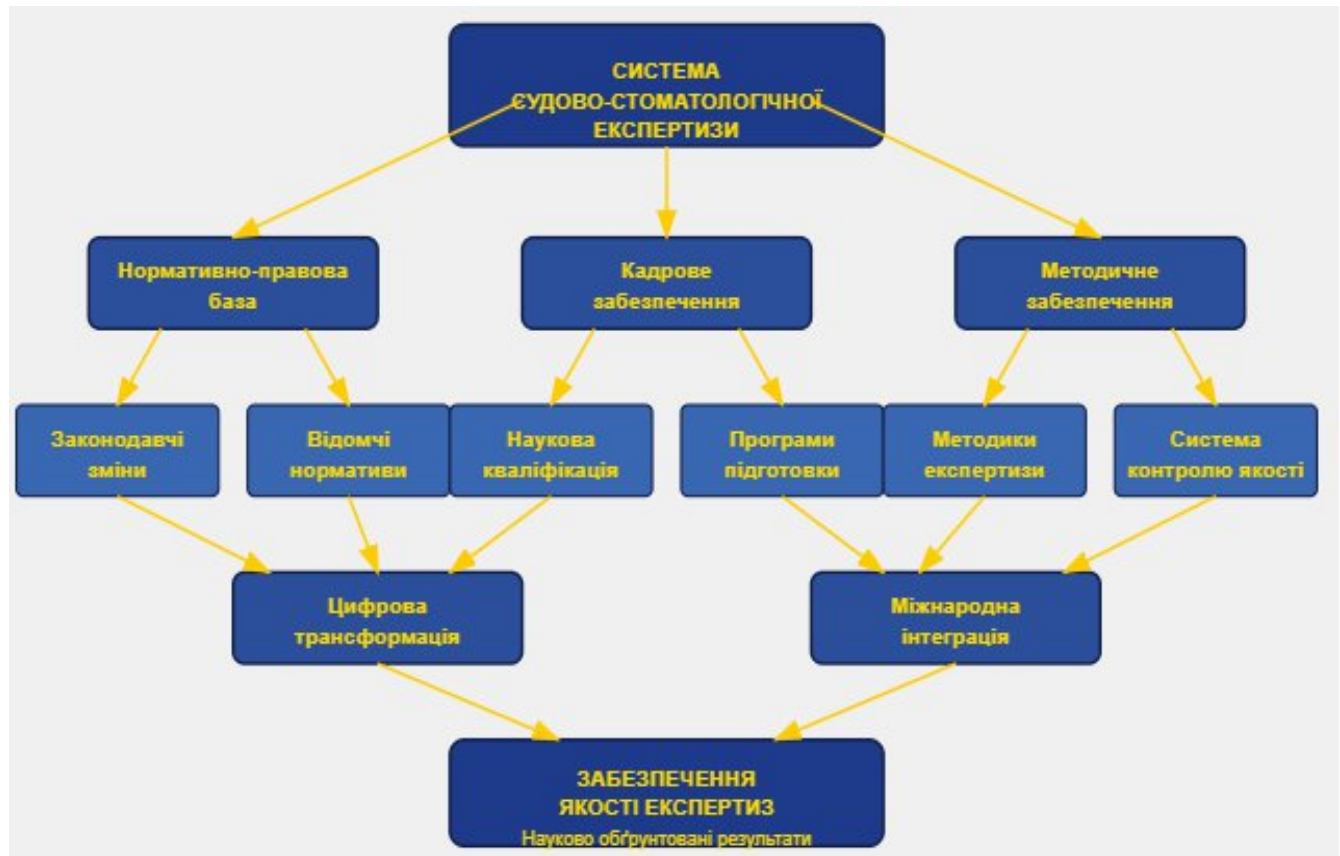 СИСТЕМА
СУДОВО-СТОМАТОЛОГІЧНОЇ
ЕКСПЕРТИЗИ
Нормативно-правова
база
Кадрове
забезпечення
Методичне
забезпечення
Законодавчі
зміни
Відомчі
нормативи
Наукова
кваліфікація
Програми
підготовки
Методики
експертизи
Система
контролю якості
Цифрова
трансформація
Міжнародна
інтеграція
ЗАБЕЗПЕЧЕННЯ
ЯКОСТІ ЕКСПЕРТИЗ
Науково обґрунтовані результати